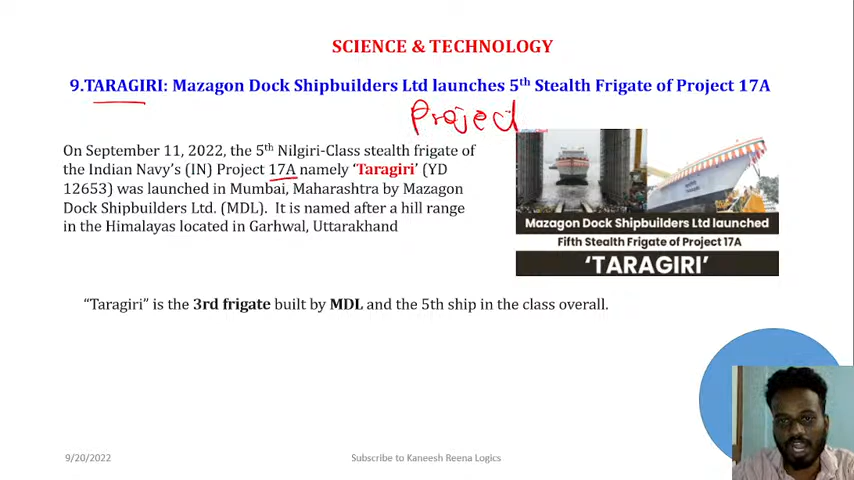 SCIENCE & TECHNOLOGY
9.TARAGIRI: Mazagon Dock Shipbuilders Ltd launches 5th Stealth Frigate of Project 17A
Project
On September 11, 2022, the 5th Nilgiri-Class stealth frigate of
the Indian Navy's (IN) Project 17A namely 'Taragiri' (YD
12653) was launched in Mumbai, Maharashtra by Mazagon
Dock Shipbuilders Ltd. (MDL). It is named after a hill range
in the Himalayas located in Garhwal, Uttarakhand
Mazagon Dock Shipbuilders Ltd launched
Fifth Stealth Frigate of Project 17A
'TARAGIRI'
"Taragiri" is the 3rd frigate built by MDL and the 5th ship in the class overall.
9/20/2022
Subscribe to Kaneesh Reena Logics